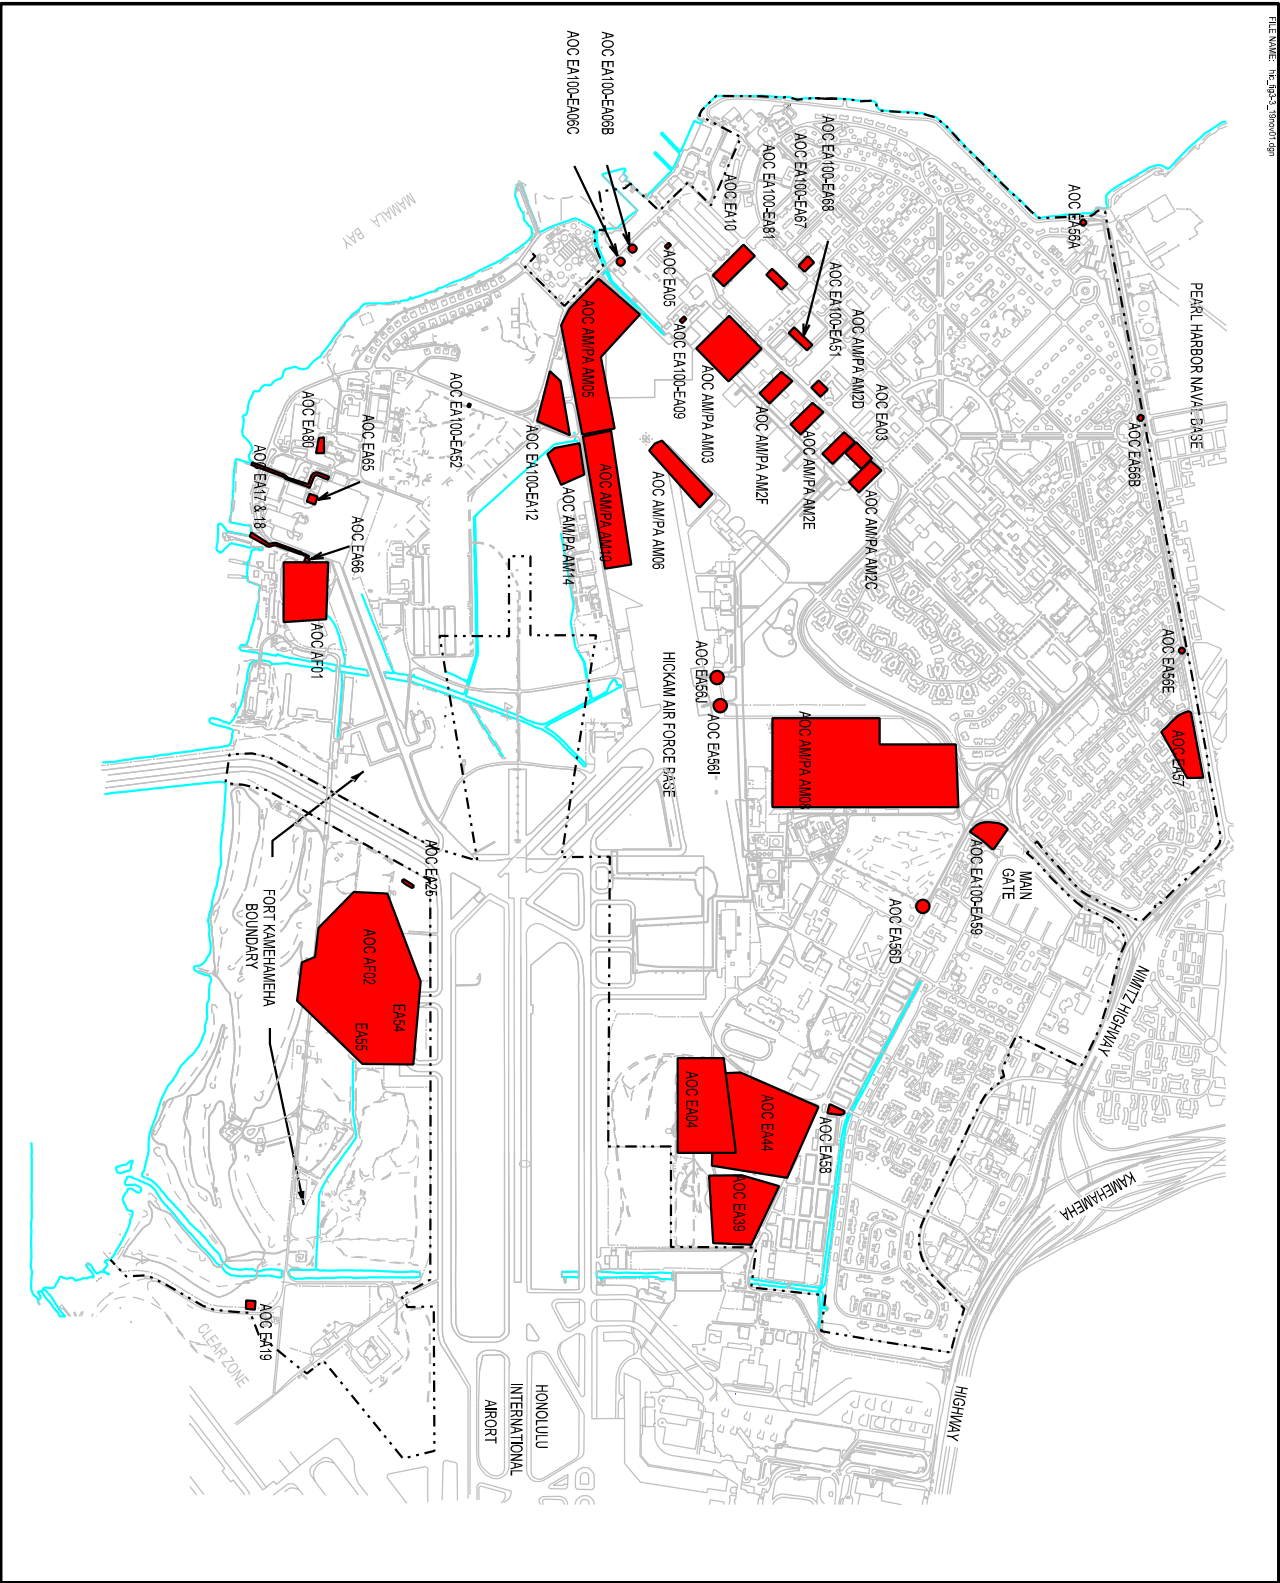 FILE NAME: hic_fig3-3_19nov01.dgn
AOC EA100-EA06C
AOC EA100-EA06B
MAMALA
BAY
AOC EA100-EA68
AOC EA100-EA67
AOC EA100-EA81
AOC EA10
AOC EA56A
PEARL HARBOR NAVAL BASE
AOC EA05
AOC EA100-EA51
AOC AM/PA AM2D
AOC EA03
AOC EA100-EA09
AOC AM/PA AM03
AOC AM/PA AM05
AOC EA100-EA52
AOC EA80
AOC EA65
AOC EA17 & 18
AOC EA66
AOC EA100-EA12
AOC AM/PA AM14
AOC AM/PA AM10
AOC AM/PA AM06
AOC AM/PA AM2F
AOC AM/PA AM2E
AOC AM/PA AM2C
AOC EA56B
AOC AF01
HICKAM AIR FORCE BASE
AOC EA56J
AOC EA56I
AOC AM/PA AM08
AOC EA56E
AOC EA57
AOC EA25
AOC EA100-EA59
MAIN
GATE
AOC EA56D
FORT KAMEHAMEHA
BOUNDARY
AOC AF02
EA54
EA55
NIMITZ HIGHWAY
AOC EA04
AOC EA44
AOC EA58
AOC EA39
KAMEHAMEHA
HIGHWAY
AOC EA19
CLEAR ZONE
HONOLULU
INTERNATIONAL
AIRORT